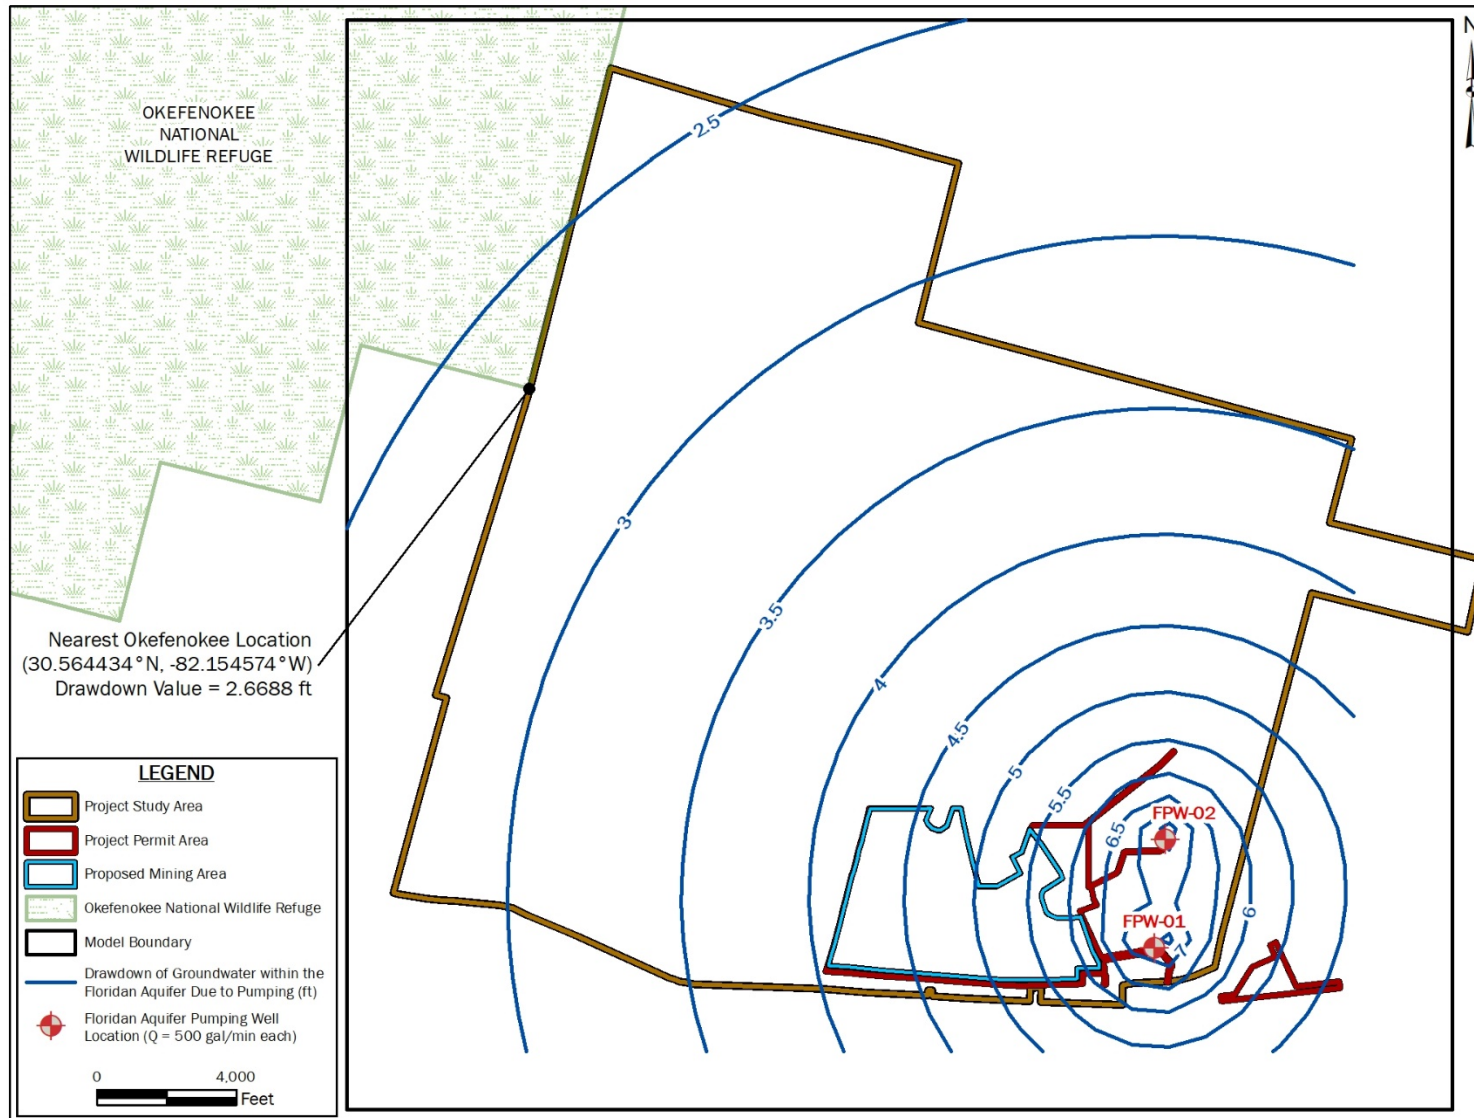 OKEFENOKEE
NATIONAL
WILDLIFE REFUGE
N
2.5
3
3.5
4
4.5
5
5.5
6.5
FPW-02
6
FPW-01
7
Nearest Okefenokee Location
(30.564434°N, -82.154574°W)
Drawdown Value = 2.6688 ft
LEGEND
Project Study Area
Project Permit Area
Proposed Mining Area
Okefenokee National Wildlife Refuge
Model Boundary
Drawdown of Groundwater within the
Floridan Aquifer Due to Pumping (ft)
Floridan Aquifer Pumping Well
Location (Q = 500 gal/min each)
0 4,000
Feet